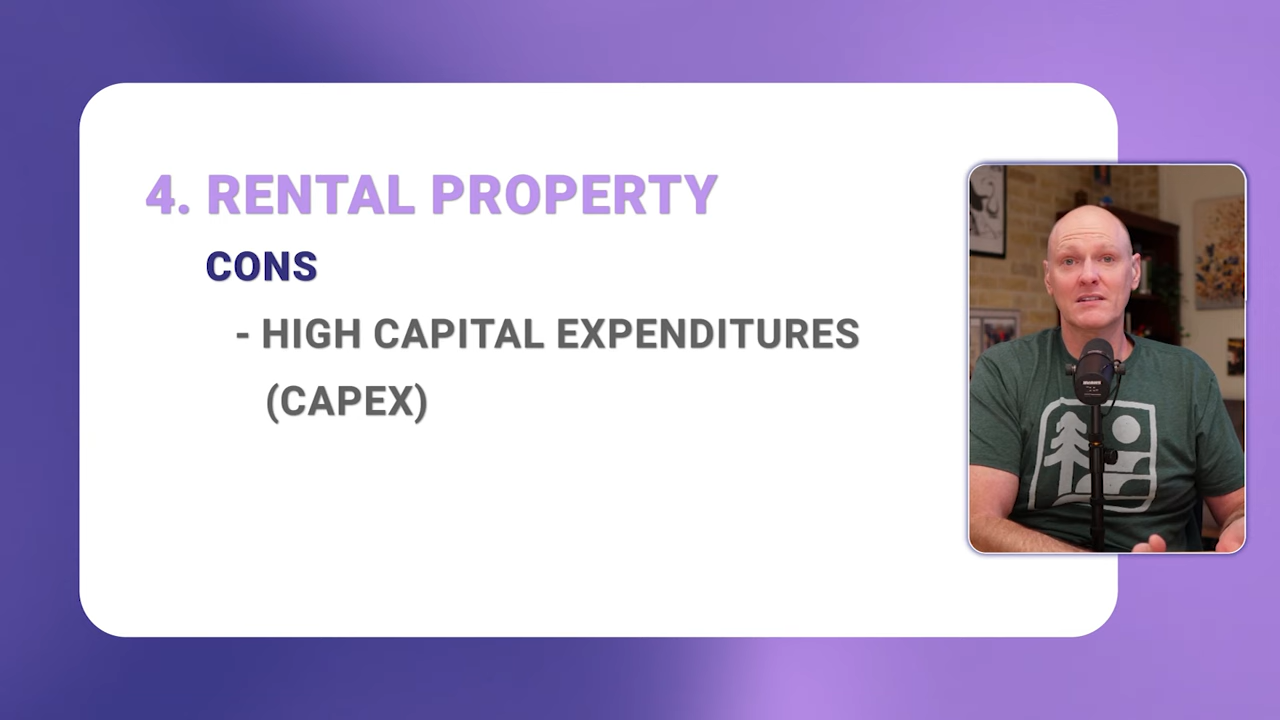 4. RENTAL PROPERTY
CONS
- HIGH CAPITAL EXPENDITURES
(CAPEX)